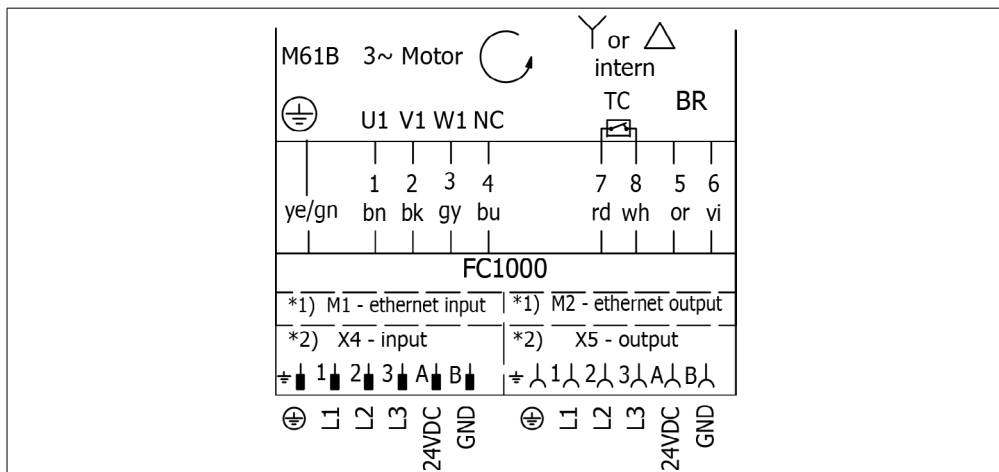 M61B 3~ Motor Y or △
intern
TC BR
U1 V1 W1 NC
1 2 3 4 7 8 5 6
ye/gn bn bk gy bu rd wh or vi
FC1000
*1) M1 - ethernet input *1) M2 - ethernet output
*2) X4 - input *2) X5 - output
1 2 3 A B 1 2 3 A B
L1 L2 L3 24VDC GND L1 L2 L3 24VDC GND